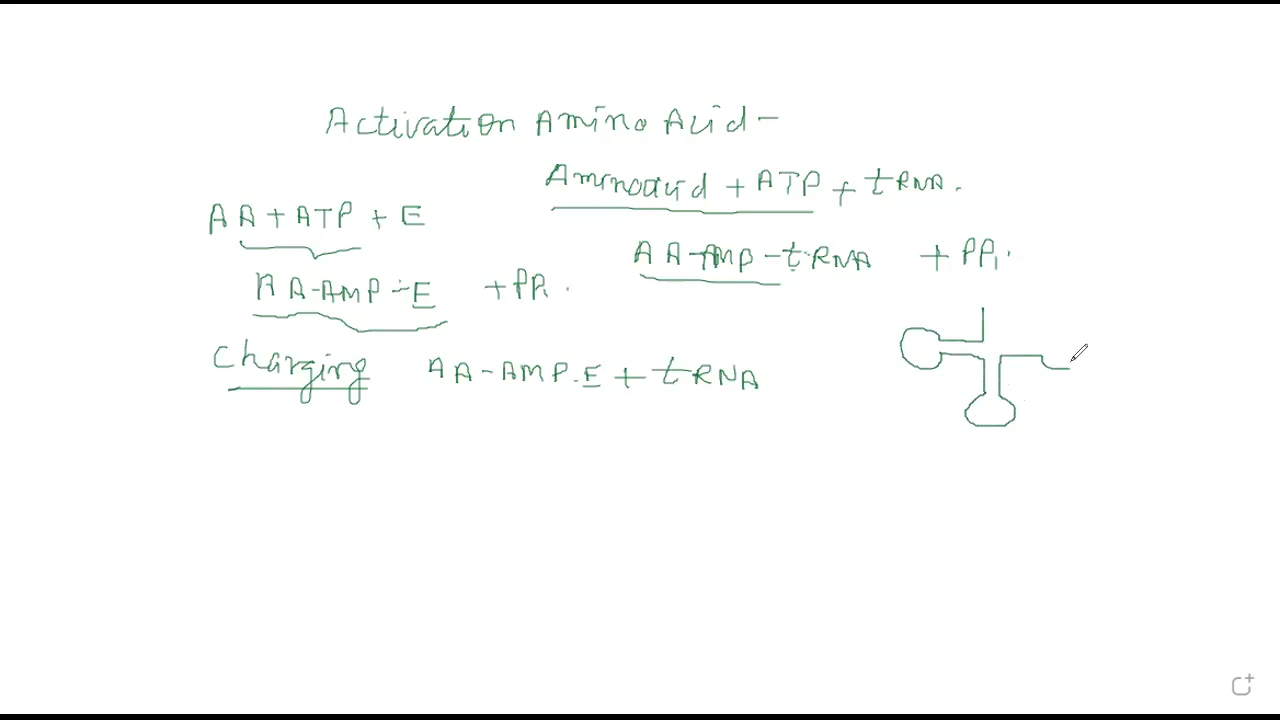 Activation Amino Acid -
Aminoacid + ATP + tRNA.
AA + ATP + E
AA-AMP-tRNA + PPi.
AA-AMP-E + PPi.
Charging AA-AMP.E + tRNA